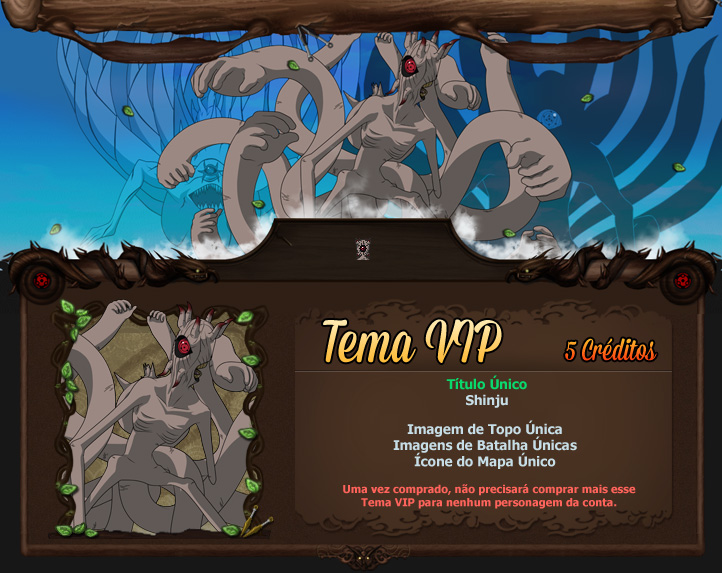 Tema VIP
5 Créditos
Título Único
Shinju
Imagem de Topo Única
Imagens de Batalha Únicas
Ícone do Mapa Único
Uma vez comprado, não precisará comprar mais esse
Tema VIP para nenhum personagem da conta.